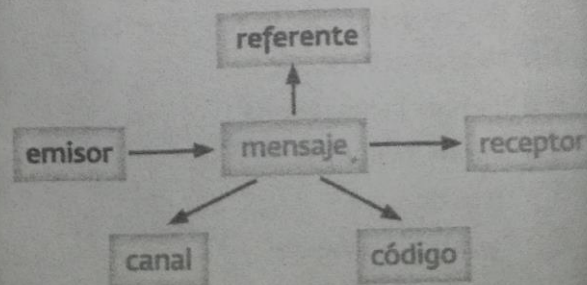 referente
emisor
mensaje
receptor
canal
código